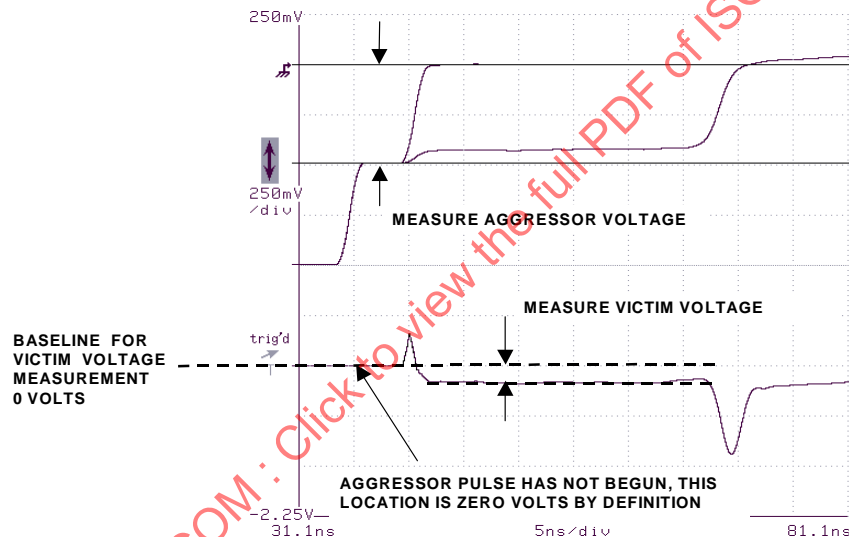 250mV
250mV
/div
MEASURE AGGRESSOR VOLTAGE
MEASURE VICTIM VOLTAGE
trig'd
BASELINE FOR
VICTIM VOLTAGE
MEASUREMENT
0 VOLTS
AGGRESSOR PULSE HAS NOT BEGUN, THIS
LOCATION IS ZERO VOLTS BY DEFINITION
-2.25V
31.1ns
5ns/div
81.1ns
COM : Click to view the full PDF of ISO